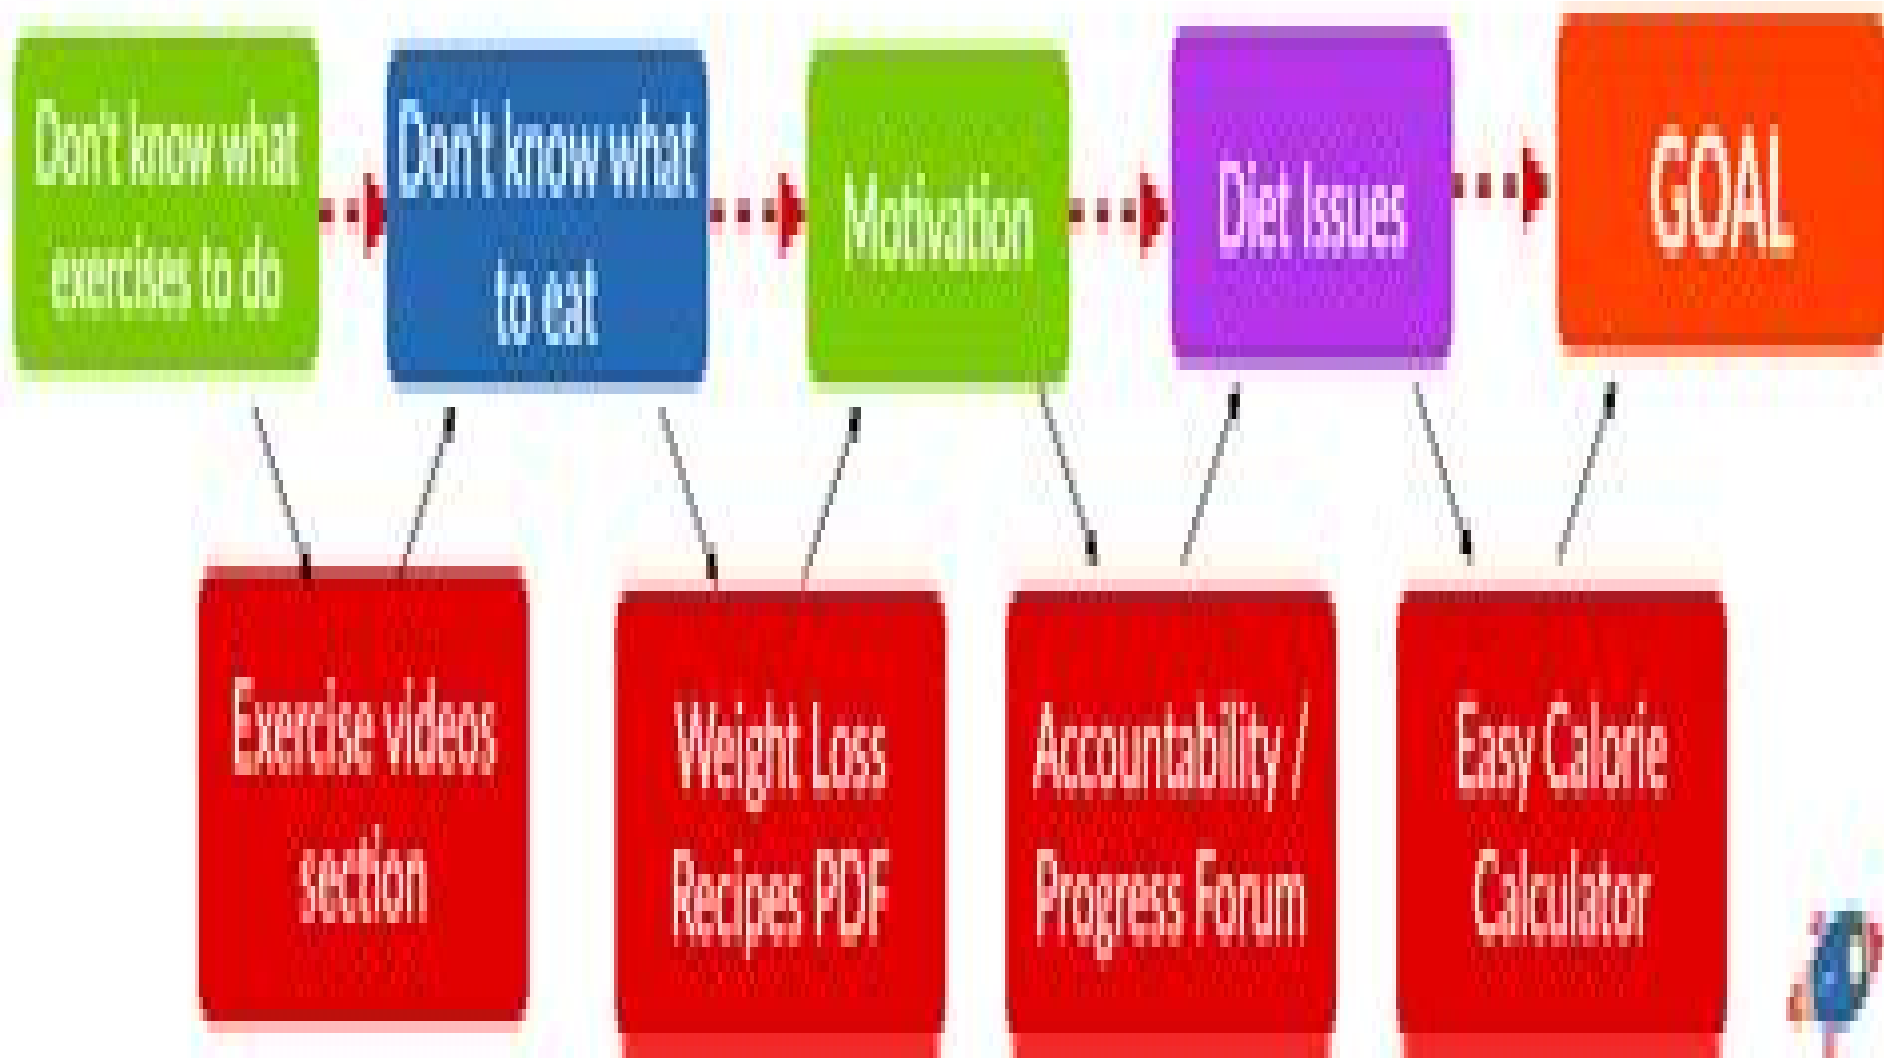 Don't know what
exercises to do
Don't know what
to eat
Motivation
Diet Issues
GOAL
Exercise videos
section
Weight Loss
Recipes PDF
Accountability /
Progress Forum
Easy Calorie
Calculator